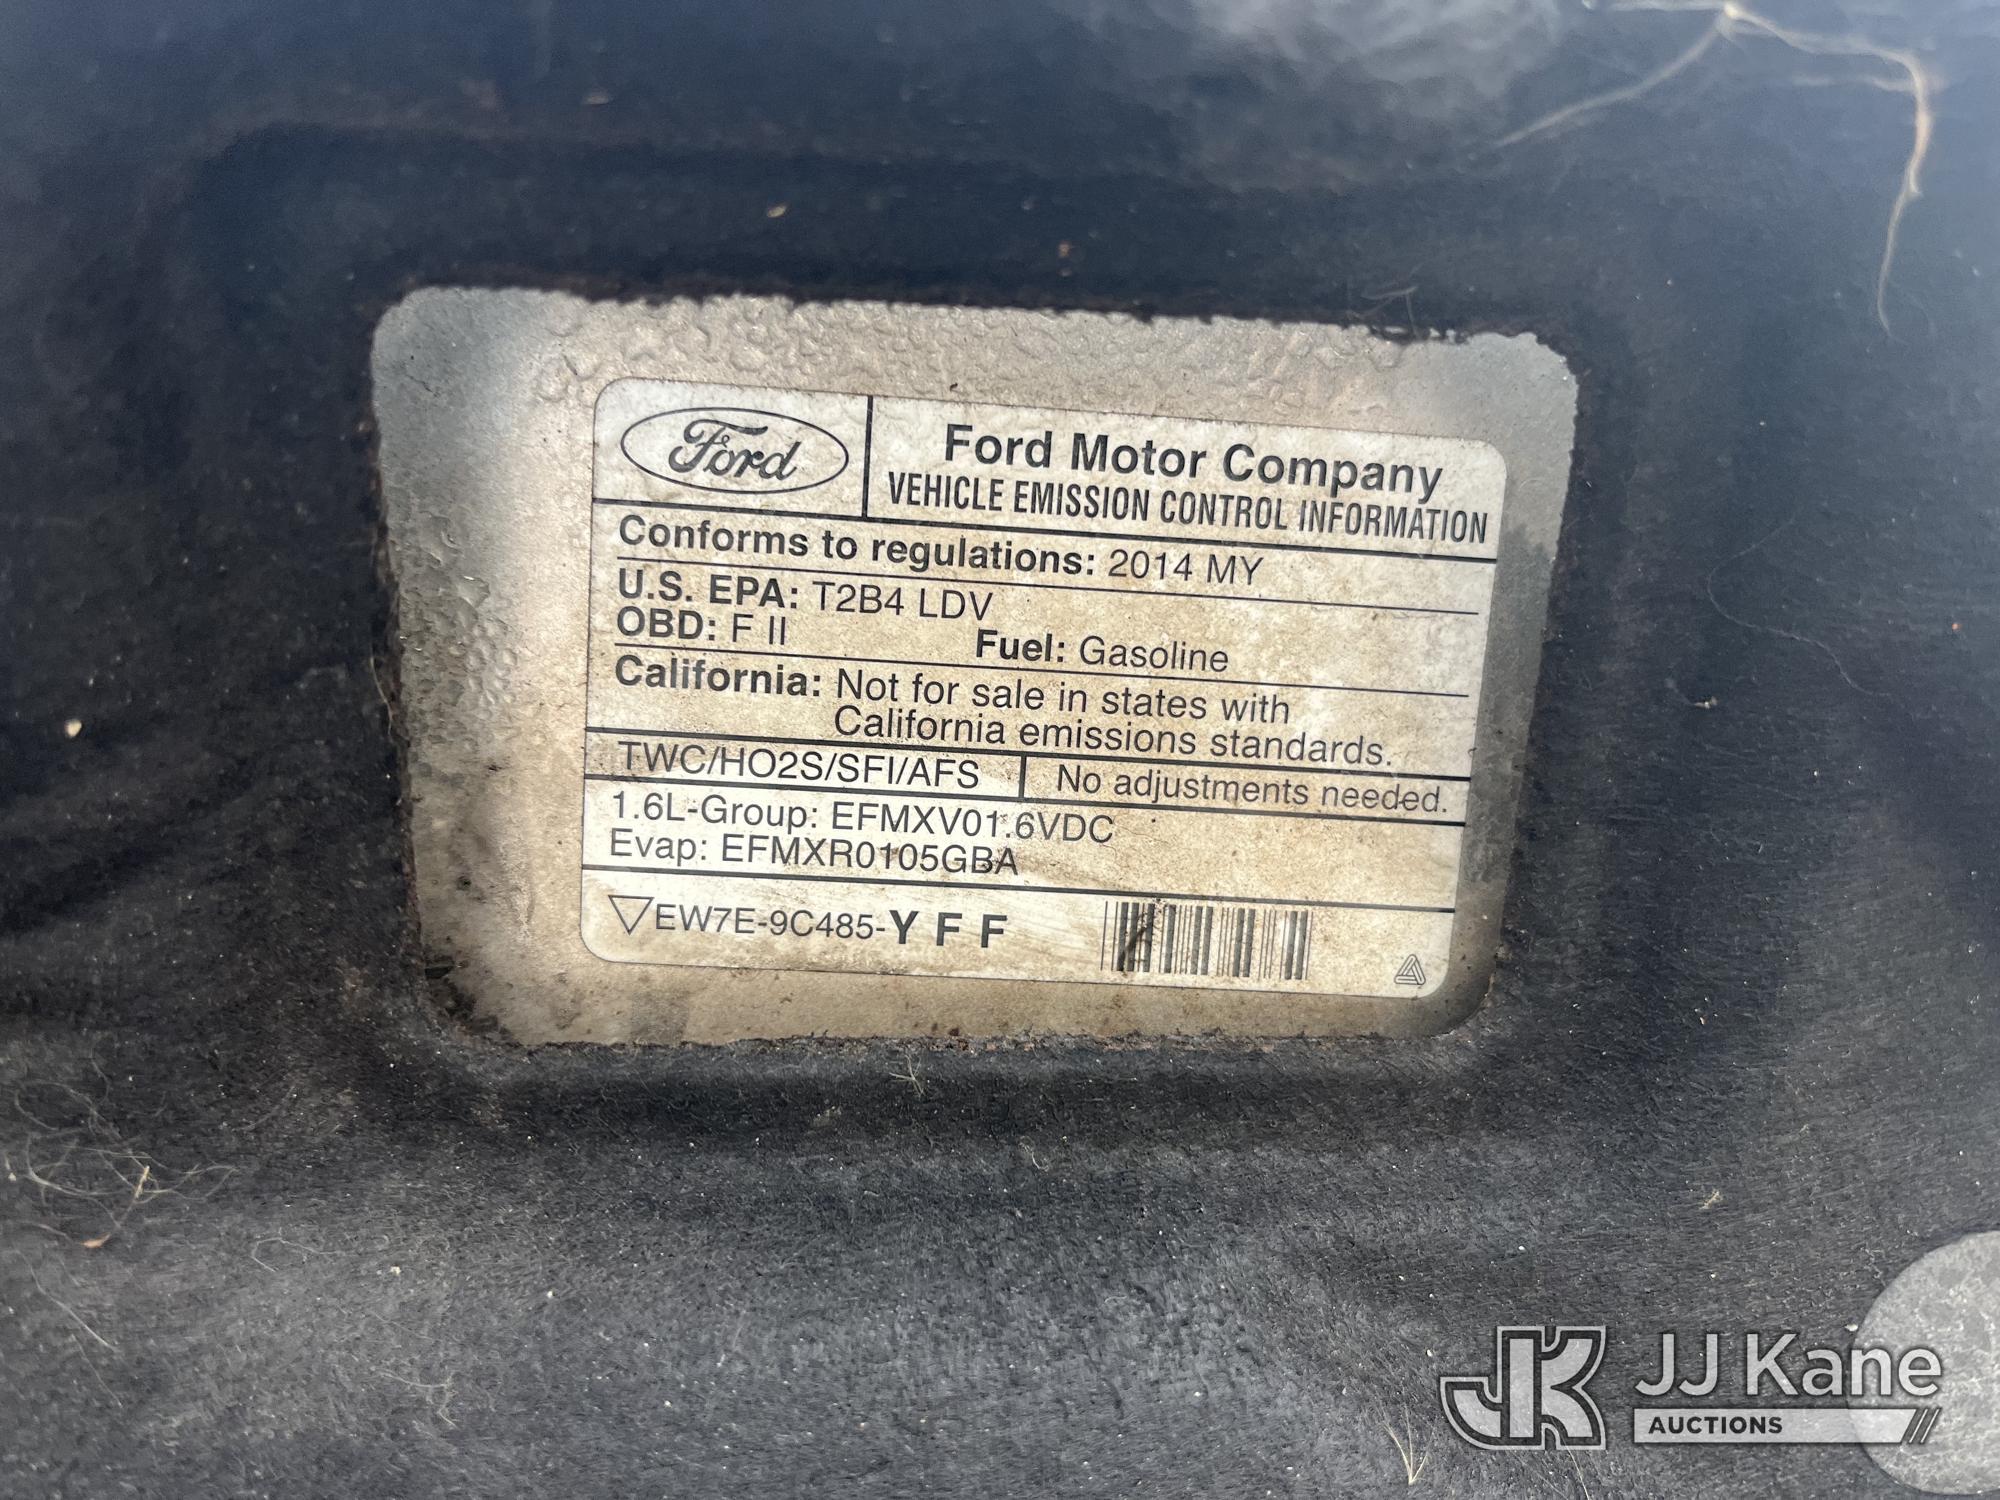 Ford
Ford Motor Company
VEHICLE EMISSION CONTROL INFORMATION
Conforms to regulations: 2014 MY
U.S. EPA: T2B4 LDV
OBD: F II Fuel: Gasoline
California: Not for sale in states with
California emissions standards.
TWC/HO2S/SFI/AFS No adjustments needed.
1.6L-Group: EFMXV01.6VDC
Evap: EFMXR0105GBA
EW7E-9C485-Y F F
JK JJ Kane
AUCTIONS